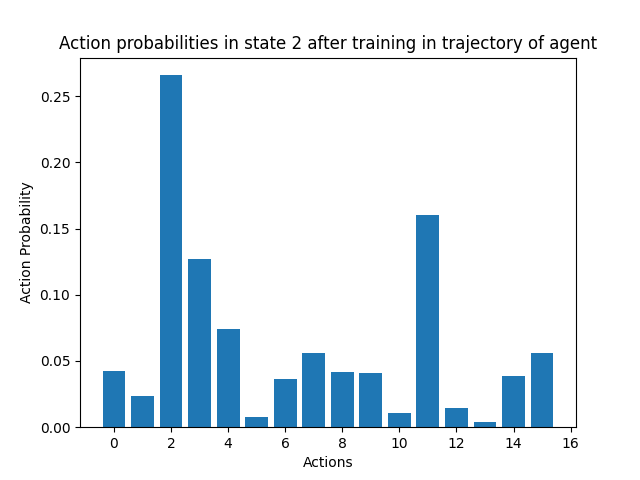 Action probabilities in state 2 after training in trajectory of agent
0.25
0.20
0.15
0.10
0.05
0.00
Action Probability
0 2 4 6 8 10 12 14 16
Actions